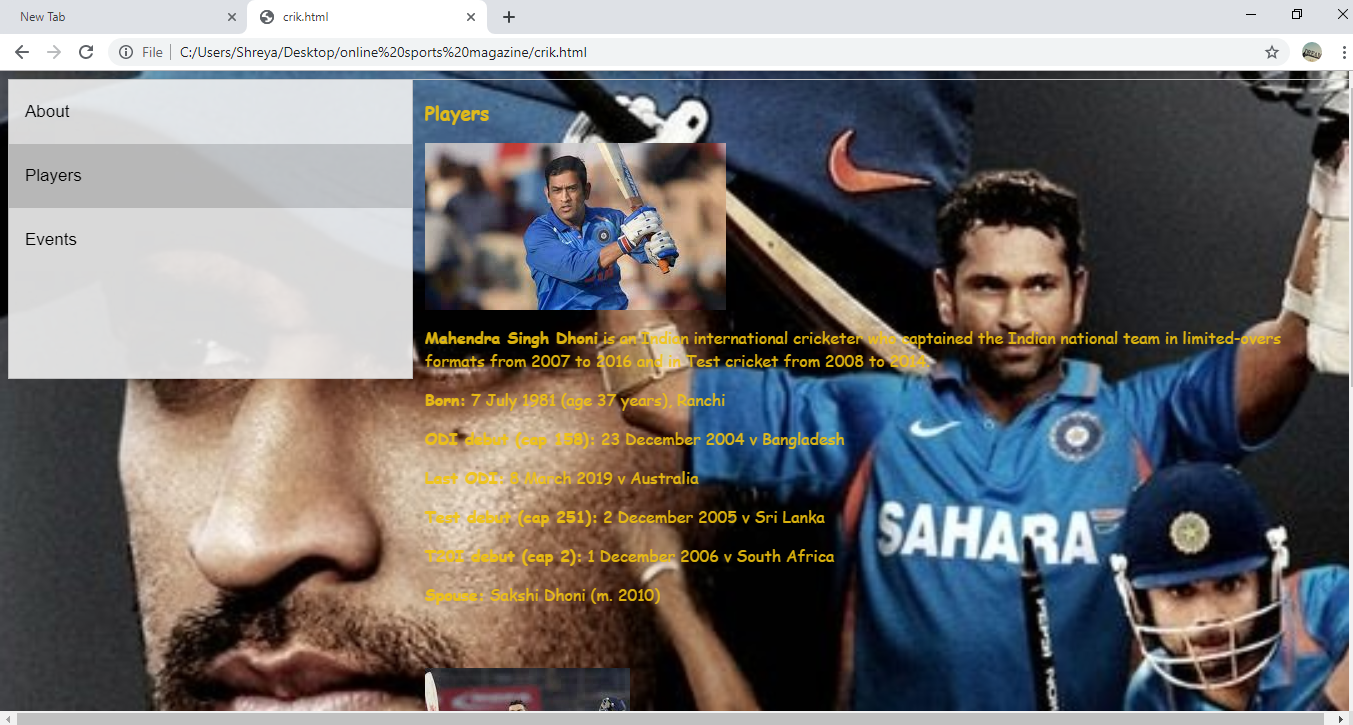 New Tab
crik.html
File
C:/Users/Shreya/Desktop/online%20sports%20magazine/crik.html
About
Players
Events
Players
Mahendra Singh Dhoni is an Indian international cricketer who captained the Indian national team in limited-overs
formats from 2007 to 2016 and in Test cricket from 2008 to 2014.
Born: 7 July 1981 (age 37 years), Ranchi
ODI debut (cap 158): 23 December 2004 v Bangladesh
Last ODI: 8 March 2019 v Australia
Test debut (cap 251): 2 December 2005 v Sri Lanka
T20I debut (cap 2): 1 December 2006 v South Africa
Spouse: Sakshi Dhoni (m. 2010)
SAHARA